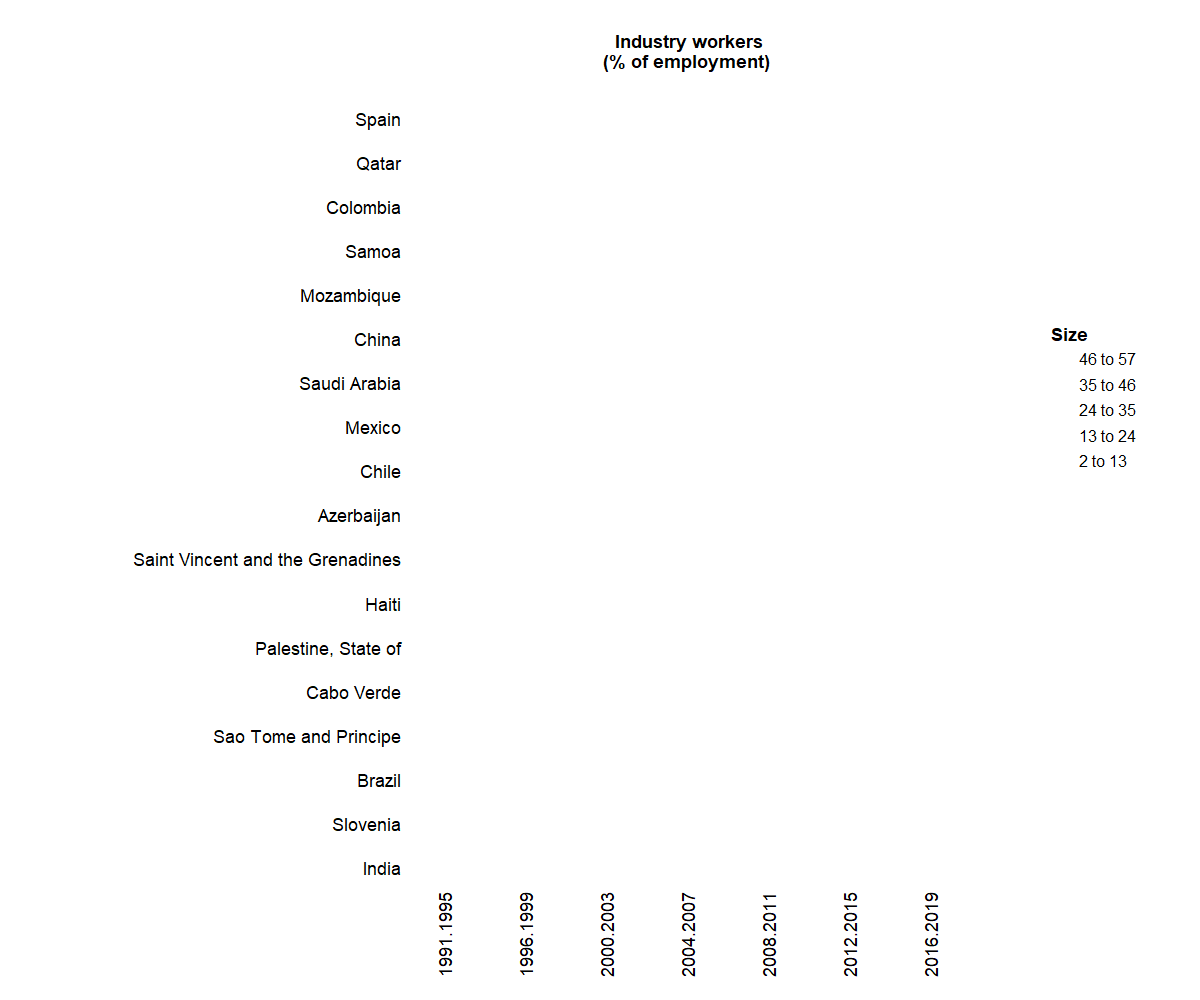 Industry workers
(% of employment)
Spain
Qatar
Colombia
Samoa
Mozambique
China
Saudi Arabia
Mexico
Chile
Azerbaijan
Saint Vincent and the Grenadines
Haiti
Palestine, State of
Cabo Verde
Sao Tome and Principe
Brazil
Slovenia
India
1991.1995
1996.1999
2000.2003
2004.2007
2008.2011
2012.2015
2016.2019
Size
46 to 57
35 to 46
24 to 35
13 to 24
2 to 13